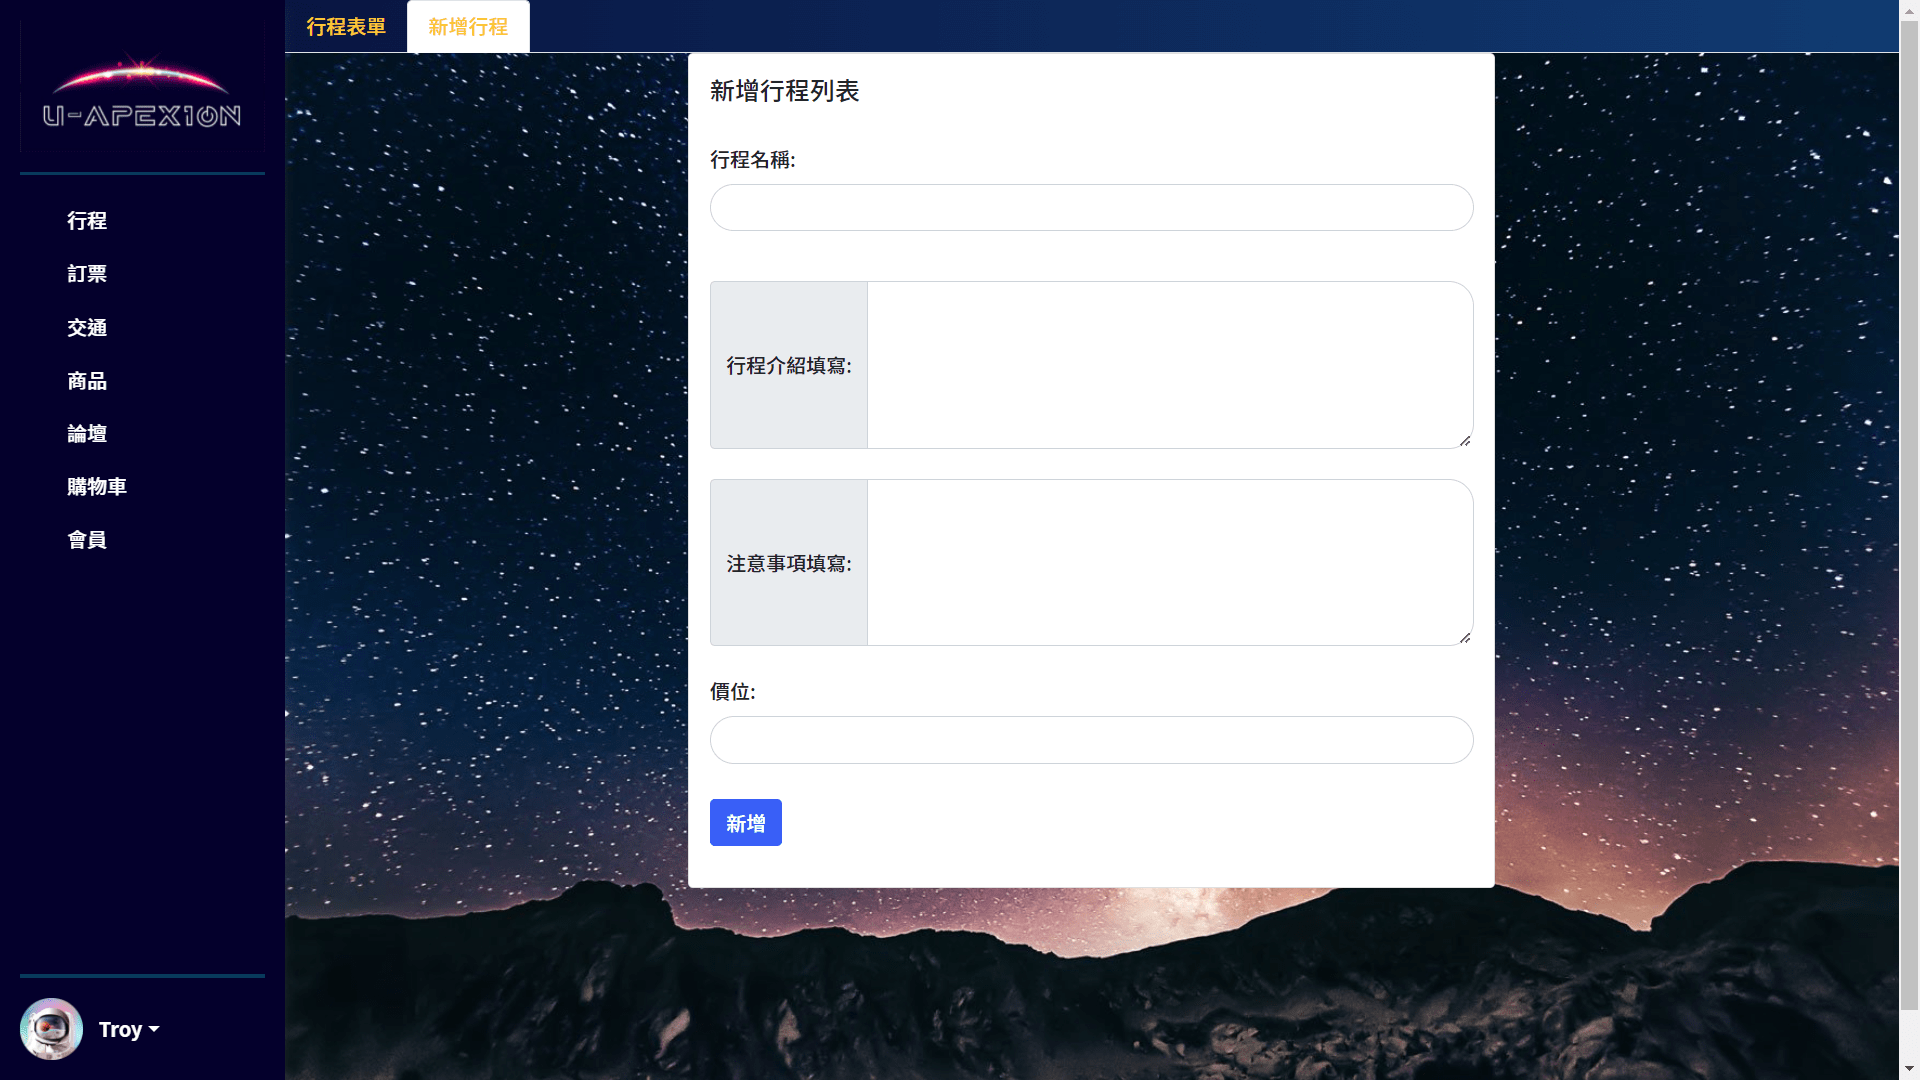 U-APEX10N
行程
訂票
交通
商品
論壇
購物車
會員
Troy
行程表單
新增行程
新增行程列表
行程名稱:
行程介紹填寫:
注意事項填寫:
價位:
新增